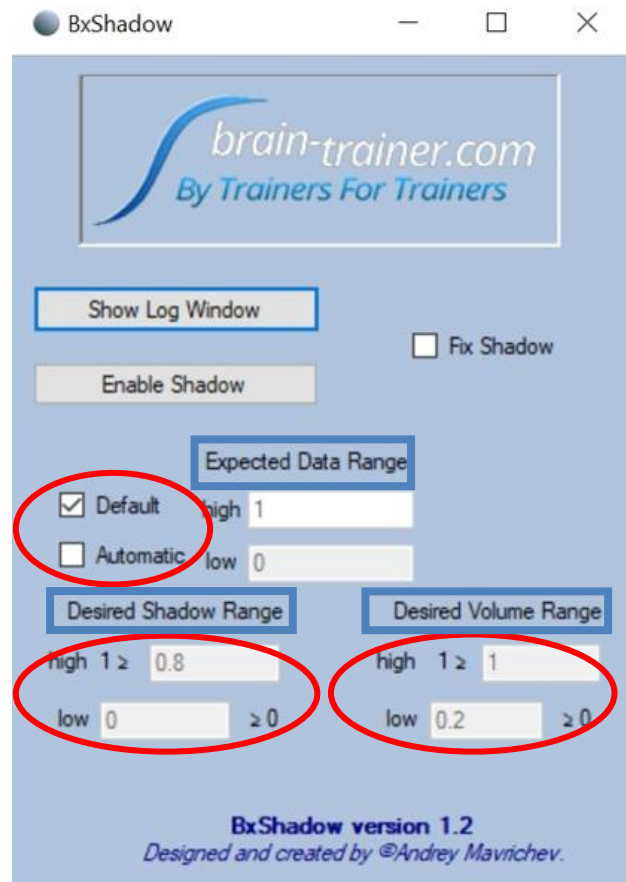 BxShadow
brain-trainer.com
By Trainers For Trainers
Show Log Window
Fix Shadow
Enable Shadow
Expected Data Range
Default high 1
Automatic low 0
Desired Shadow Range Desired Volume Range
high 1 ≥ 0.8 high 1 ≥ 1
low 0 ≥ 0 low 0.2 ≥ 0
BxShadow version 1.2
Designed and created by ©Andrey Mavrichev.